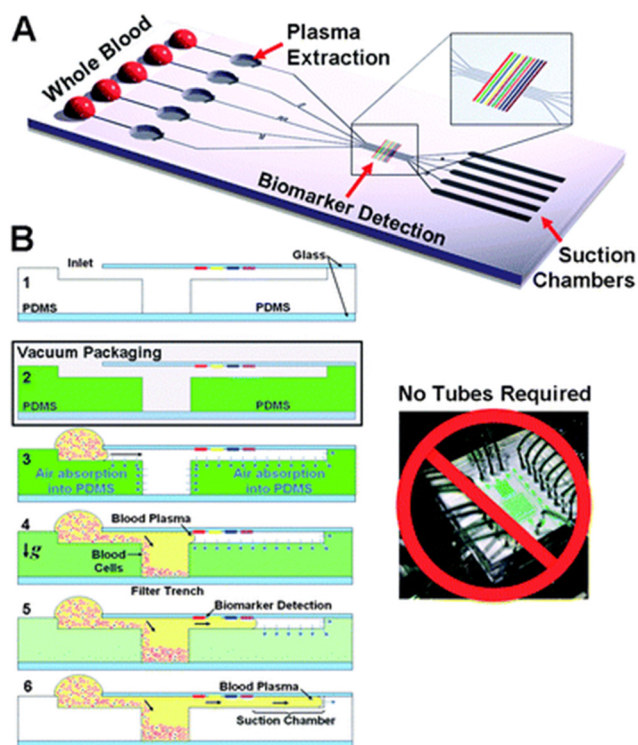 A
Whole Blood
Plasma
Extraction
Biomarker Detection
Suction
Chambers
B
Inlet
Glass
1
PDMS
PDMS
Vacuum Packaging
2
PDMS
PDMS
3
Air absorption
into PDMS
Air absorption
into PDMS
4
Blood Plasma
g
Blood
Cells
Filter Trench
5
Biomarker Detection
6
Blood Plasma
Suction Chamber
No Tubes Required